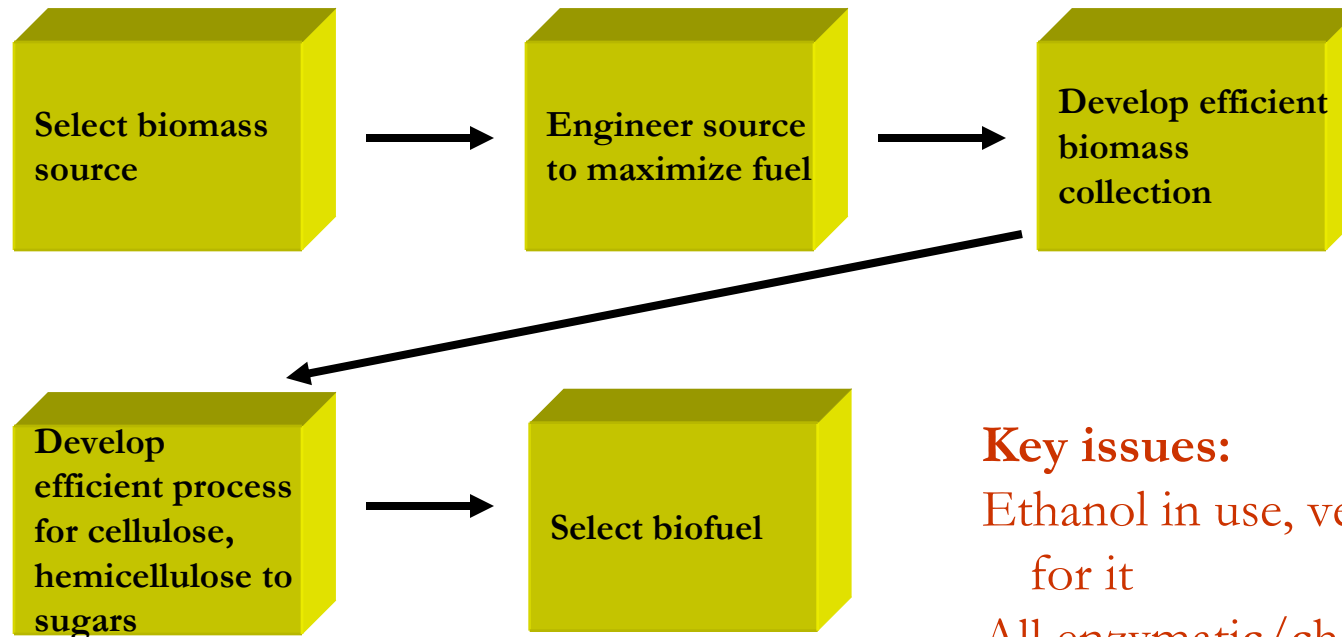 Select biomass
source
Engineer source
to maximize fuel
Develop efficient
biomass
collection
Develop
efficient process
for cellulose,
hemicellulose to
sugars
Select biofuel
Key issues:
Ethanol in use,
for it
All